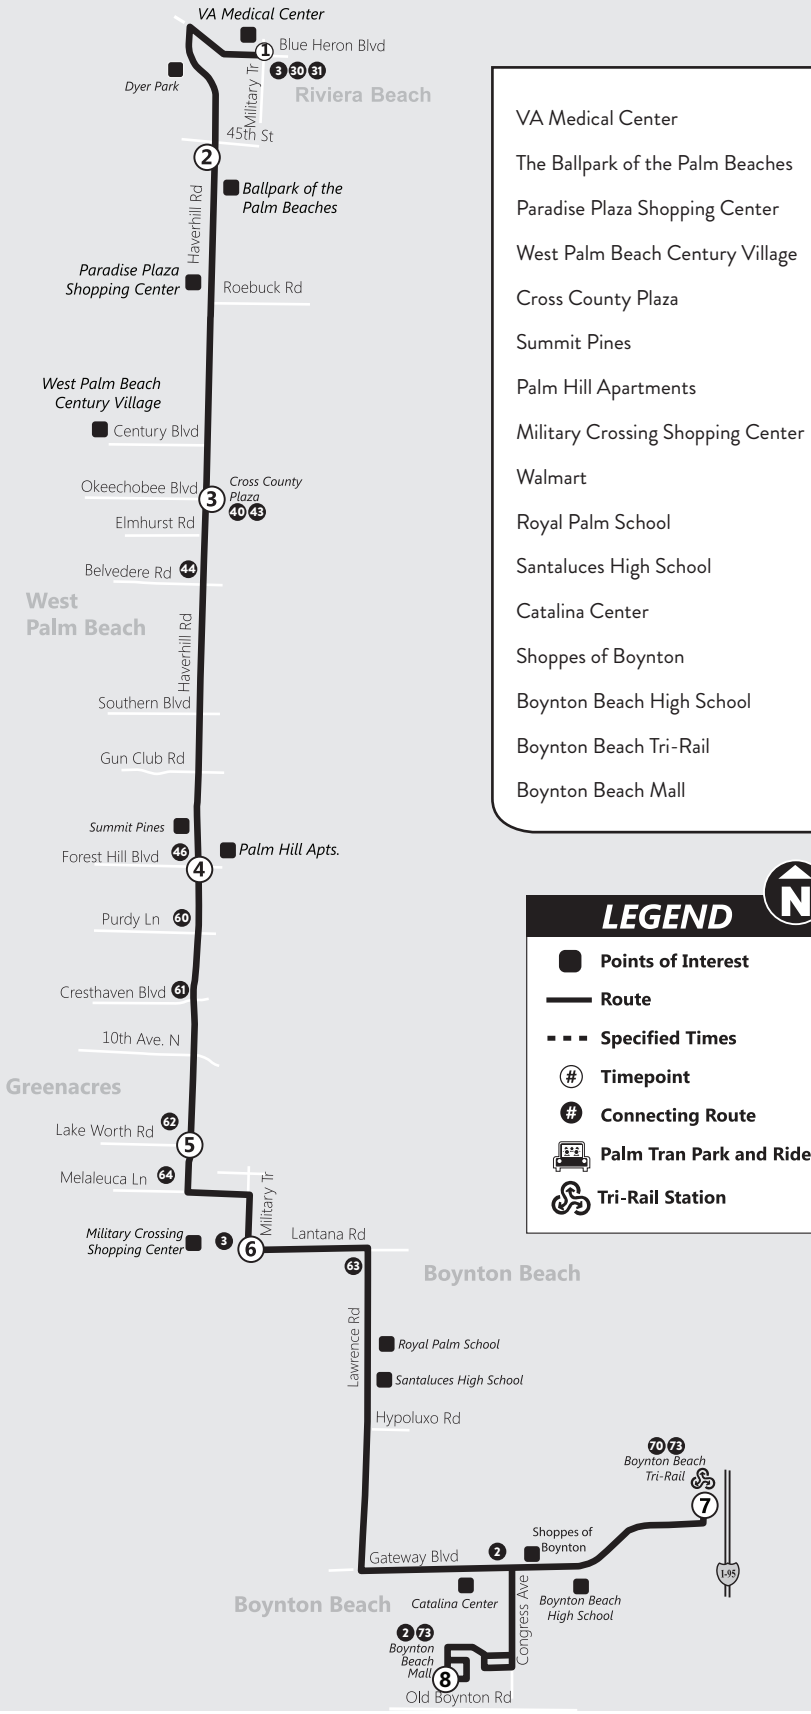 VA Medical Center
1
Blue Heron Blvd
3 30 31
Military Tr
Dyer Park
Riviera Beach
45th St
2
Ballpark of the
Palm Beaches
Haverhill Rd
Paradise Plaza
Shopping Center
Roebuck Rd
West Palm Beach
Century Village
Century Blvd
Okeechobee Blvd
3
Cross County
Plaza
40 43
Elmhurst Rd
Belvedere Rd 44
West
Palm Beach
Haverhill Rd
Southern Blvd
Gun Club Rd
Summit Pines
Forest Hill Blvd 46
4
Palm Hill Apts.
Purdy Ln 60
Cresthaven Blvd 61
10th Ave. N
Greenacres
Lake Worth Rd 62
5
Melaleuca Ln 64
Military Tr
Military Crossing
Shopping Center
3
6
Lantana Rd
63
Boynton Beach
Lawrence Rd
Royal Palm School
Santaluces High School
Hypoluxo Rd
70 73
Boynton Beach
Tri-Rail
7
I-95
Shoppes of
Boynton
Gateway Blvd
2
Catalina Center
Boynton Beach
High School
Boynton Beach
Congress Ave
2 73
Boynton
Beach
Mall
8
Old Boynton Rd
VA Medical Center
The Ballpark of the Palm Beaches
Paradise Plaza Shopping Center
West Palm Beach Century Village
Cross County Plaza
Summit Pines
Palm Hill Apartments
Military Crossing Shopping Center
Walmart
Royal Palm School
Santaluces High School
Catalina Center
Shoppes of Boynton
Boynton Beach High School
Boynton Beach Tri-Rail
Boynton Beach Mall
N
LEGEND
Points of Interest
Route
Specified Times
# Timepoint
# Connecting Route
Palm Tran Park and Ride
Tri-Rail Station